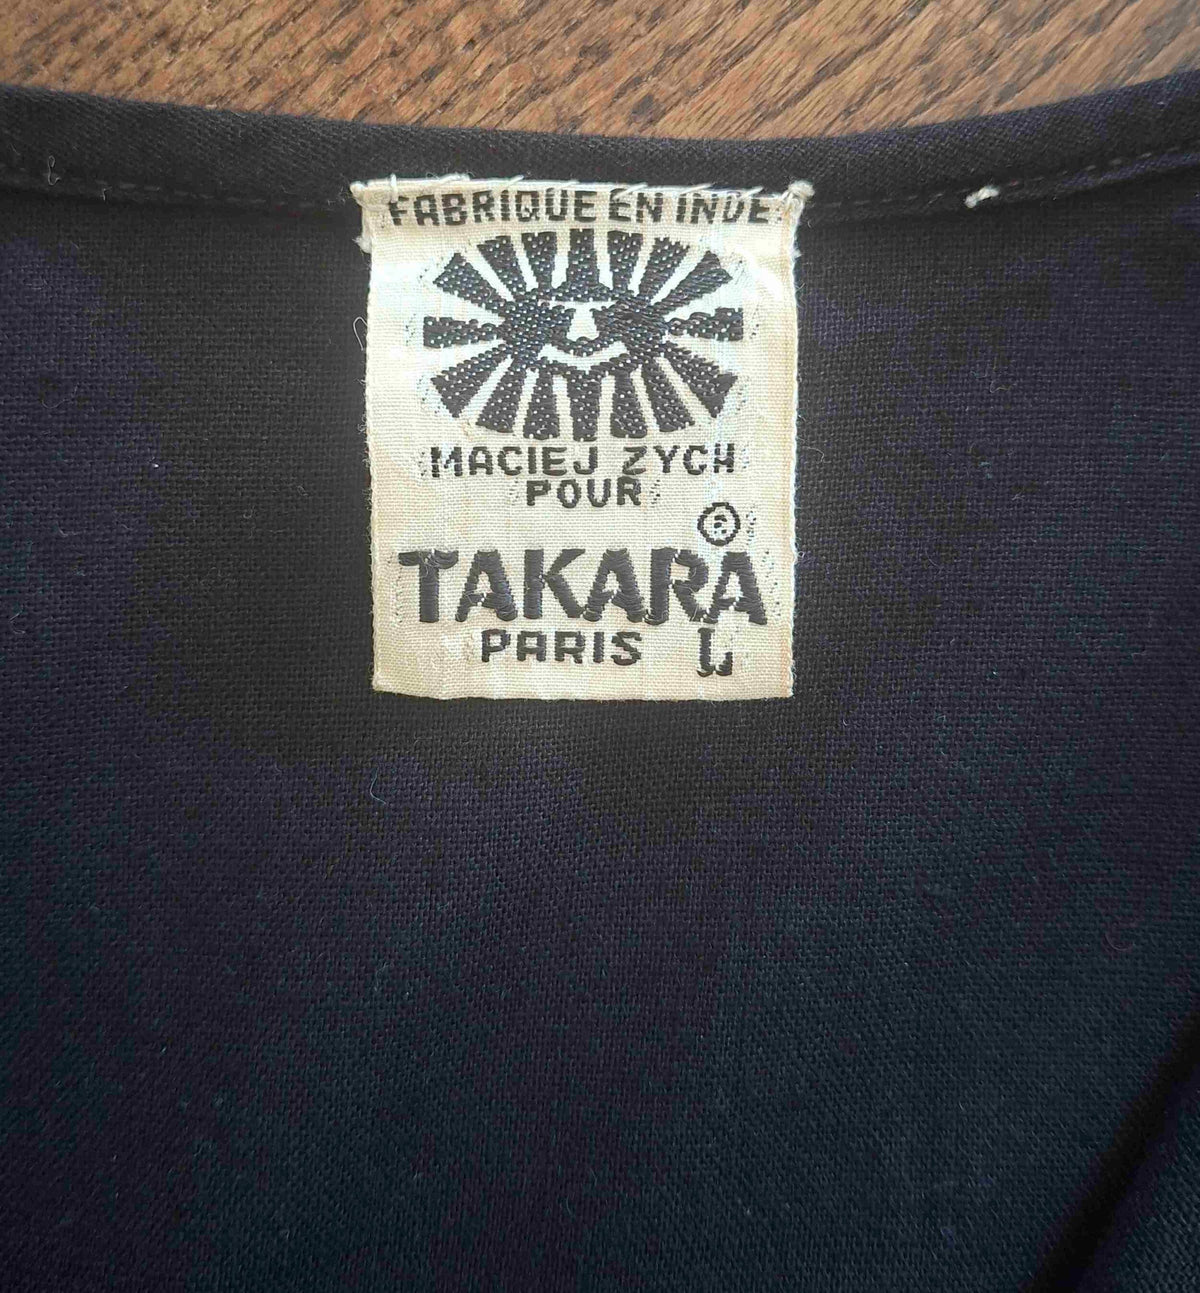 FABRIQUE EN INDE
MACIEJ ZYCH
POUR
TAKARA ®
PARIS L